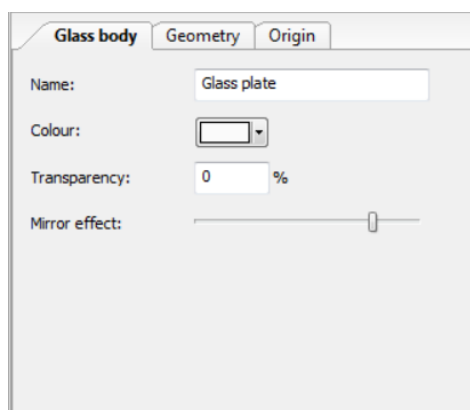 Glass body Geometry Origin
Name: Glass plate
Colour:
Transparency: 0 %
Mirror effect: